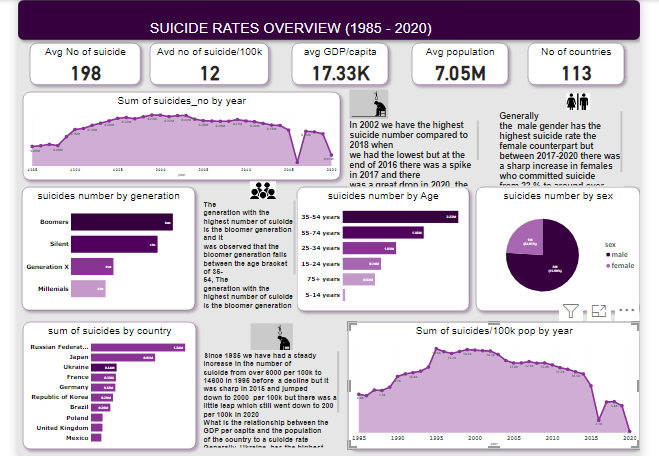 SUICIDE RATES OVERVIEW (1985 - 2020)
Avg No of suicide
198
Avd no of suicide/100k
12
avg GDP/capita
17.33K
Avg population
7.05M
No of countries
113
Sum of suicides_no by year
1985
1990
1995
2000
2005
2010
2015
2020
year
In 2002 we have the highest
suicide number compared to
2018 when
we had the lowest but at the
end of 2016 there was a spike
in 2017 and there
was a great drop in 2020. the
Generally
the male gender has the
highest suicide rate the
female counterpart but
between 2017-2020 there was
a sharp increase in females
who committed suicide
from 22 % to around over
suicides number by generation
Boomers
Silent
Generation X
Millenials
The
generation with the
highest number of suicide
is the bloomer generation
and it
was observed that the
bloomer generation falls
between the age bracket
of 36-
54, The
generation with the
highest number of suicide
is the bloomer generation
suicides number by Age
35-54 years
55-74 years
25-34 years
15-24 years
75+ years
5-14 years
suicides number by sex
sex
male
female
sum of suicides by country
Russian Federat...
Japan
Ukraine
France
Germany
Republic of Korea
Brazil
Poland
United Kingdom
Mexico
Since 1985 we have had a steady
increase in the number of
suicide from over 8000 per 100k to
14800 in 1995 before a decline but it
was sharp in 2016 and jumped
down to 2000 per 100k but there was a
little leap which still went down to 200
per 100k in 2020
What is the relationship between the
GDP per capita and the population
of the country to a suicide rate
Generally, Ukraine, has the highest
Sum of suicides/100k pop by year
1985
1990
1995
2000
2005
2010
2015
2020
year